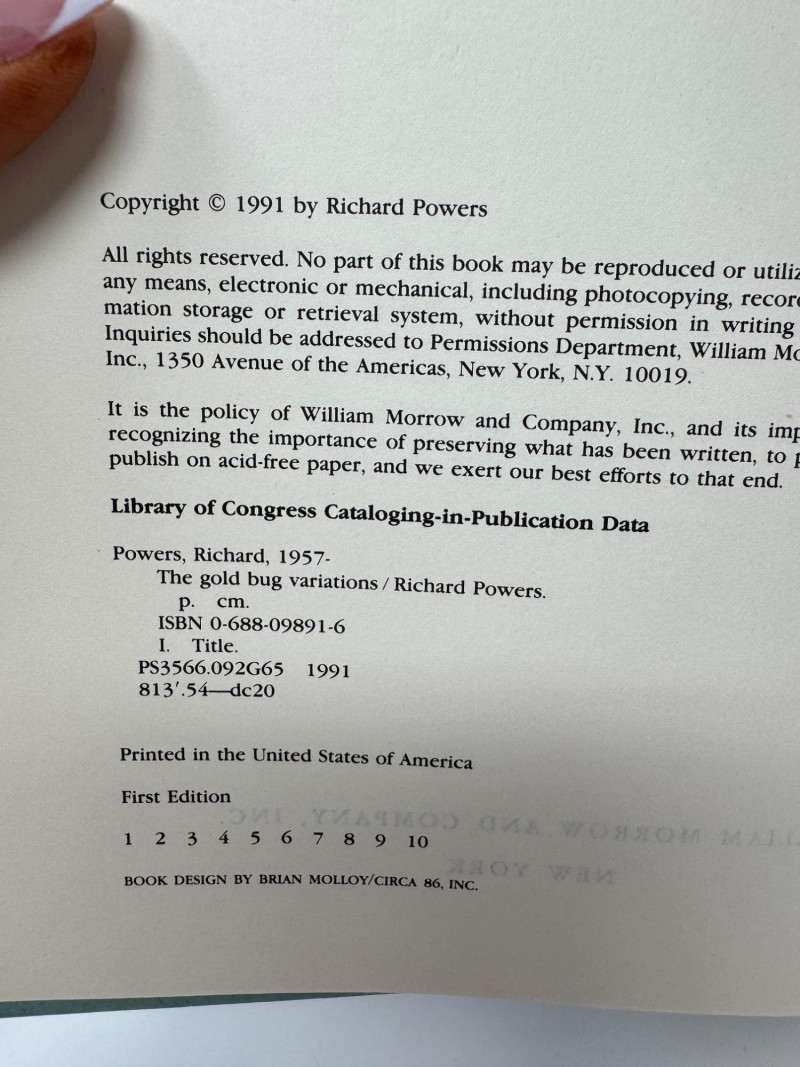 Copyright © 1991 by Richard Powers
All rights reserved. No part of this book may be reproduced or
any means, electronic or mechanical, including photocopying,
mation storage or retrieval system, without permission in writing
Inquiries should be addressed to Permissions Department, William
Inc., 1350 Avenue of the Americas, New York, N.Y. 10019.
It is the policy of William Morrow and Company, Inc., and its
recognizing the importance of preserving what has been written, to
publish on acid-free paper, and we exert our best efforts to that end.
Library of Congress Cataloging-in-Publication Data
Powers, Richard, 1957-
The gold bug variations / Richard Powers.
p. cm.
ISBN 0-688-09891-6
I. Title.
PS3566.092G65 1991
813'.54—dc20
Printed in the United States of America
First Edition
1 2 3 4 5 6 7 8 9 10
BOOK DESIGN BY BRIAN MOLLOY/CIRCA 86, INC.